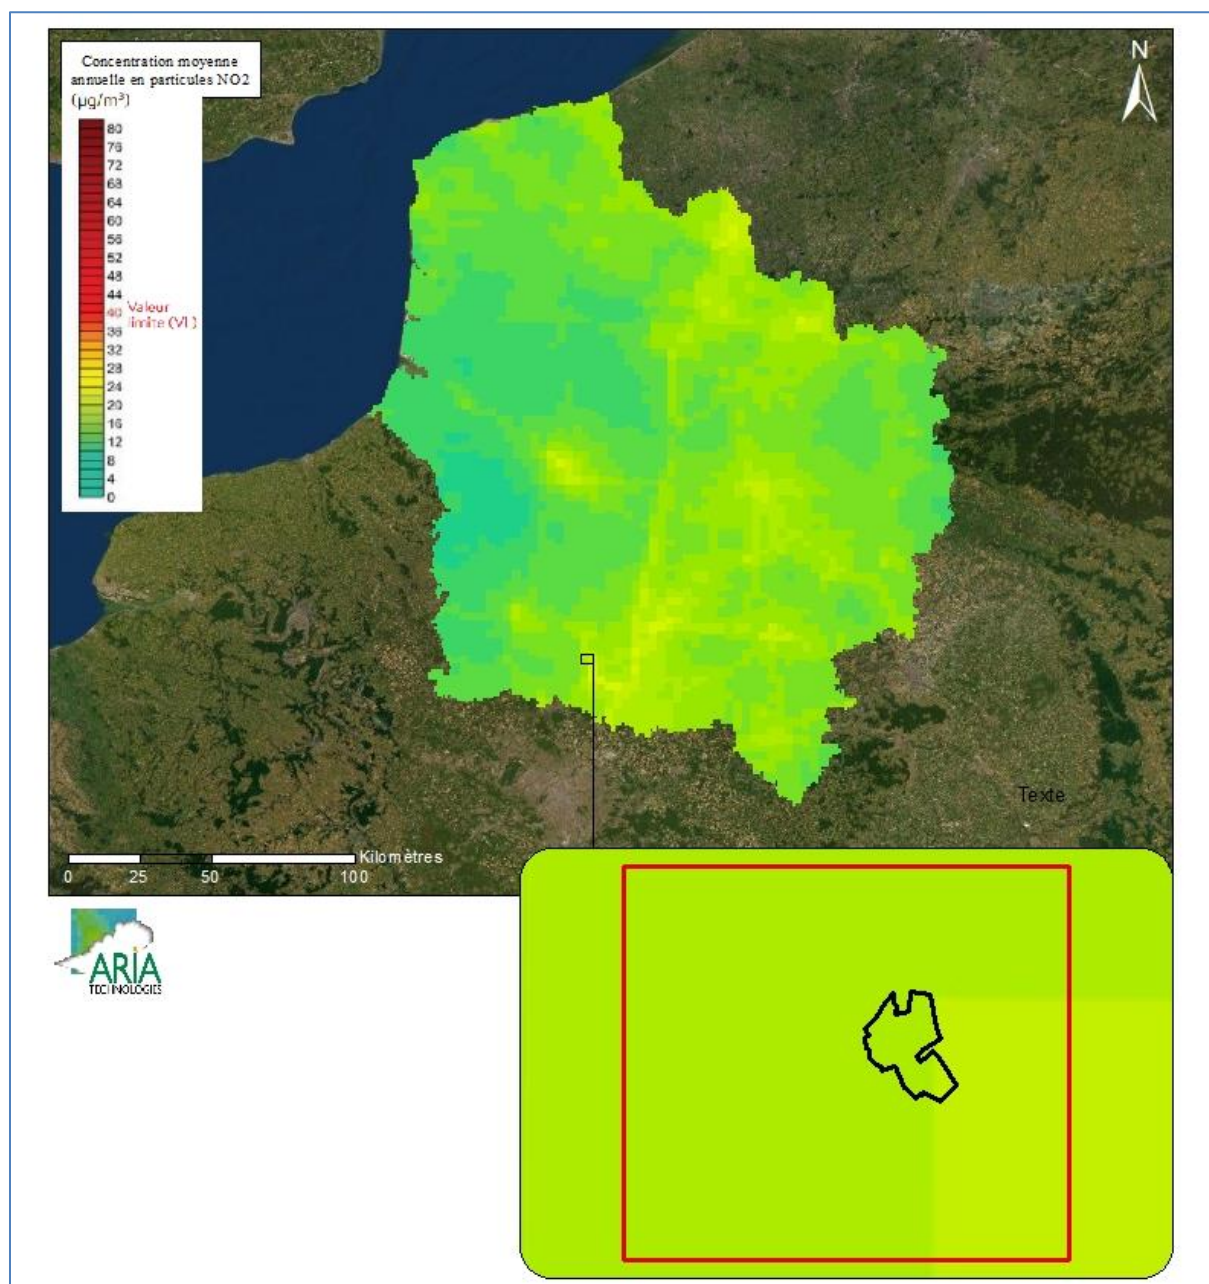 Concentration moyenne
annuelle en particules NO2
(µg/m³)
80
76
72
68
64
60
56
52
48
44
40 Valeur
limite (VL)
36
32
28
24
20
16
12
8
4
0
N
Texte
Kilomètres
0 25 50 100
ARIA
TECHNOLOGIES